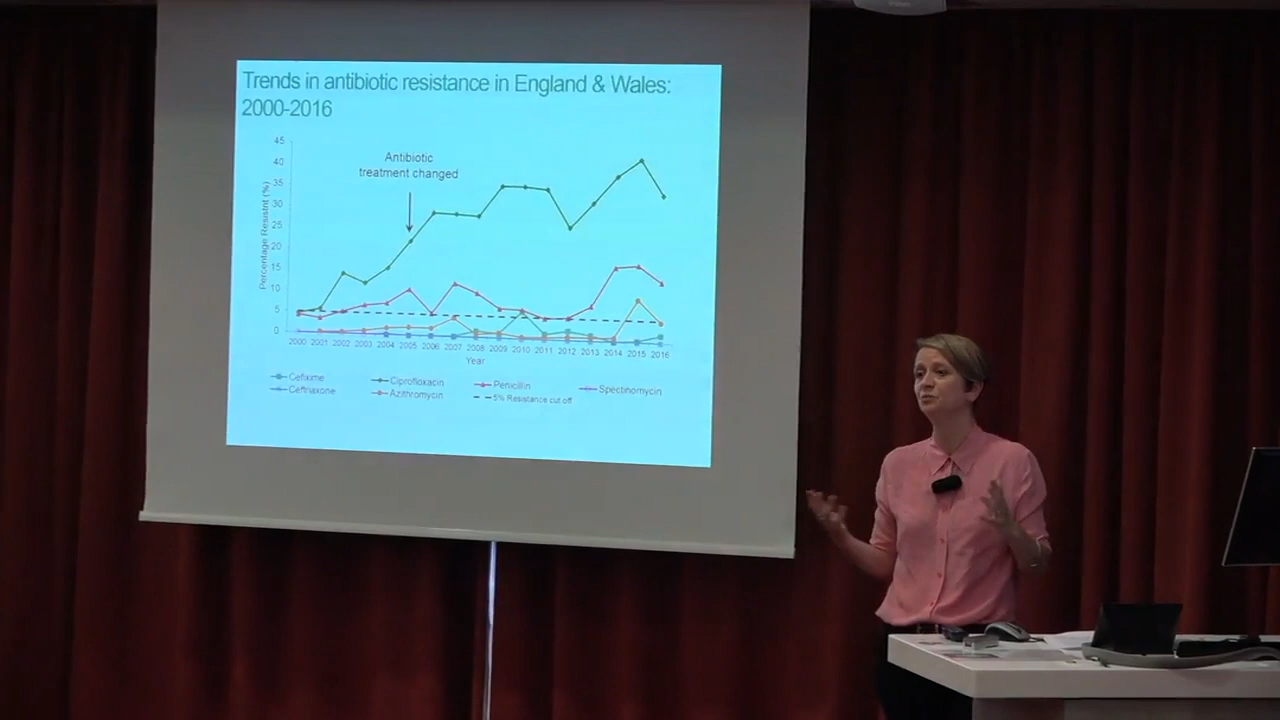 Trends in antibiotic resistance in England & Wales:
2000-2016
Antibiotic
treatment changed
Percentage Resistnt (%)
45
40
35
30
25
20
15
10
5
0
2000 2001 2002 2003 2004 2005 2006 2007 2008 2009 2010 2011 2012 2013 2014 2015 2016
Year
Cefixime Ciprofloxacin Penicillin Spectinomycin
Ceftriaxone Azithromycin 5% Resistance cut off